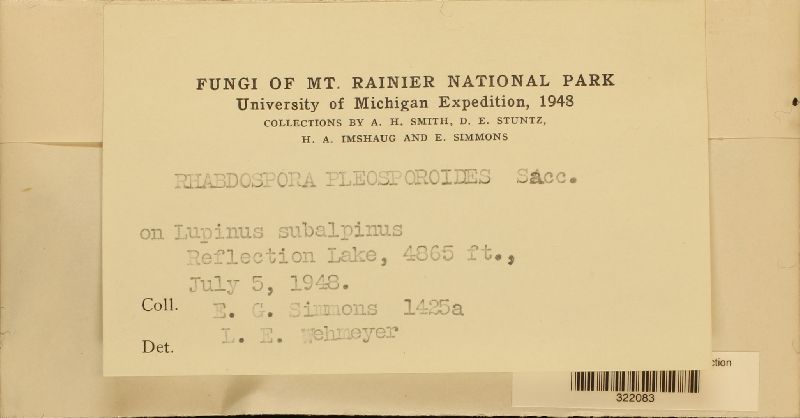 FUNGI OF MT. RAINIER NATIONAL PARK
University of Michigan Expedition, 1948
COLLECTIONS BY A. H. SMITH, D. E. STUNTZ,
H. A. IMSHAUG AND E. SIMMONS
RHABDOSPORA PLEOSPOROIDES Sacc.
on Lupinus subalpinus
Reflection Lake, 4865 ft.,
July 5, 1948.
Coll. E. G. Simmons 1425a
Det. L. E. Wehmeyer
322083